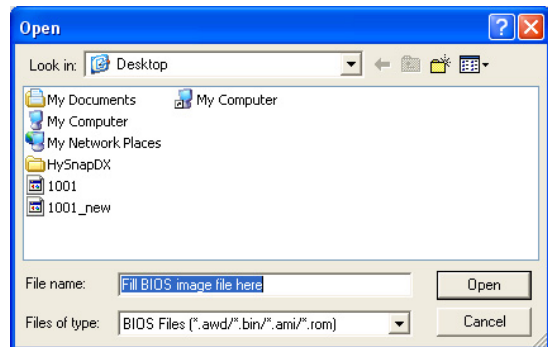 Open
Look in: Desktop
My Documents My Computer
My Computer
My Network Places
HySnapDX
1001
1001_new
File name: Fill BIOS image file here Open
Files of type: BIOS Files (*.awd/*.bin/*.ami/*.rom) Cancel